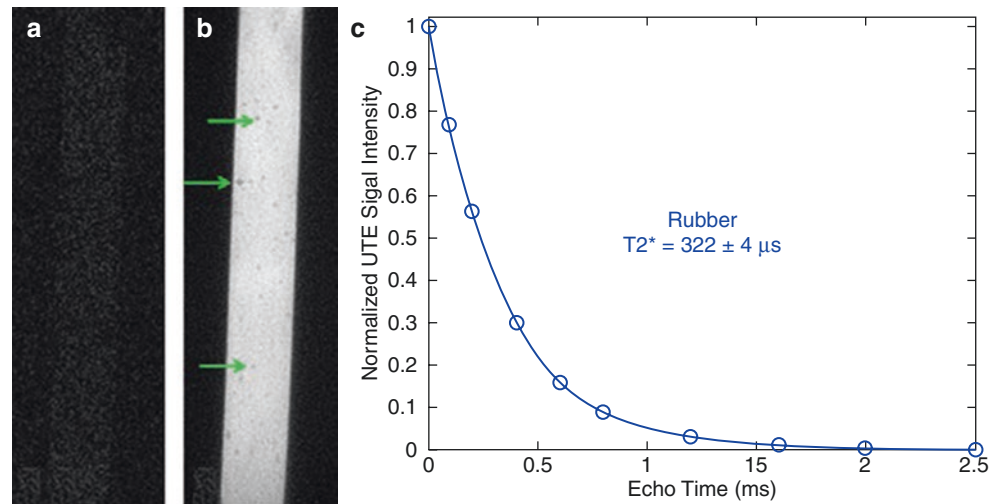 a
b
c
Normalized UTE Sigal Intensity
1
0.9
0.8
0.7
0.6
0.5
0.4
0.3
0.2
0.1
0
Rubber
T2* = 322 ± 4 µs
0 0.5 1 15 2 2.5
Echo Time (ms)